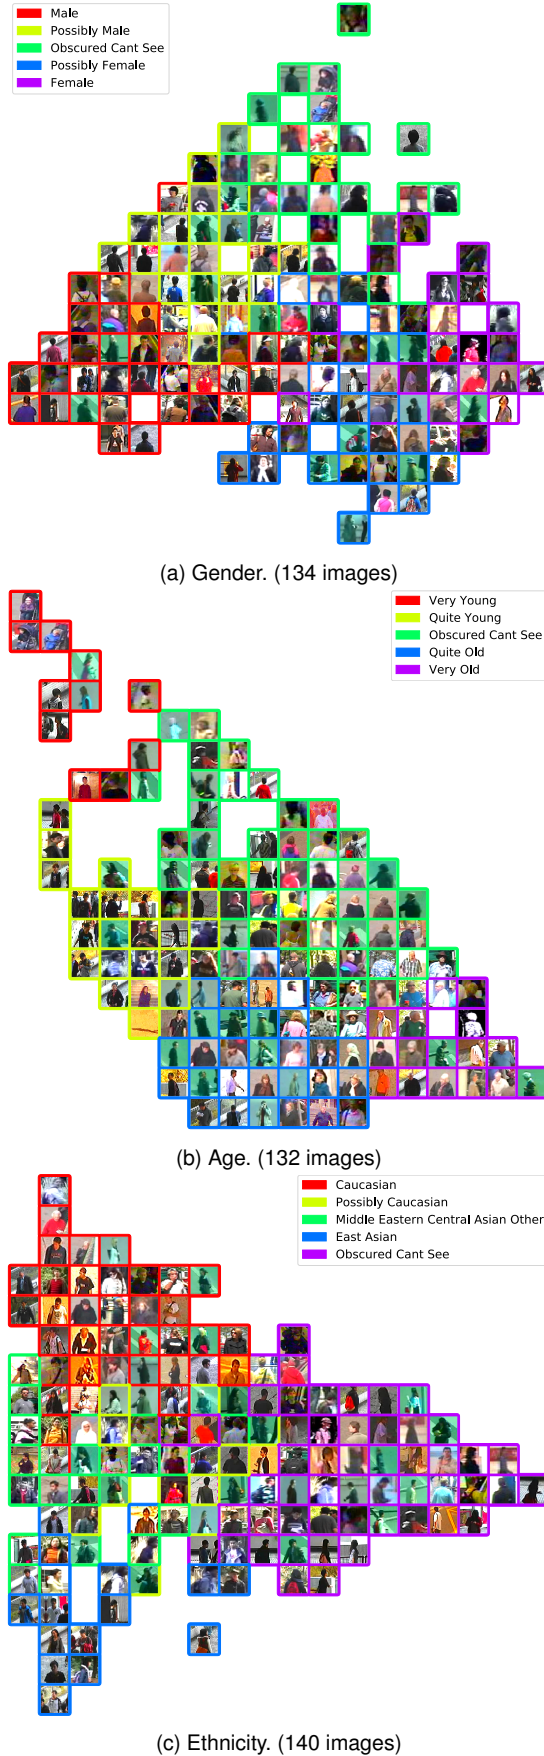 Male
Possibly Male
Obscured Cant See
Possibly Female
Female
(a) Gender. (134 images)
Very Young
Quite Young
Obscured Cant See
Quite Old
Very Old
(b) Age. (132 images)
Caucasian
Possibly Caucasian
Middle Eastern Central Asian Other
East Asian
Obscured Cant See
(c) Ethnicity. (140 images)